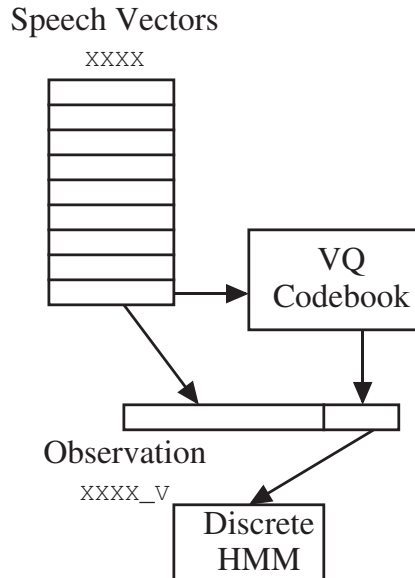 Speech Vectors
XXXX
VQ
Codebook
Observation
XXXX_V
Discrete
HMM